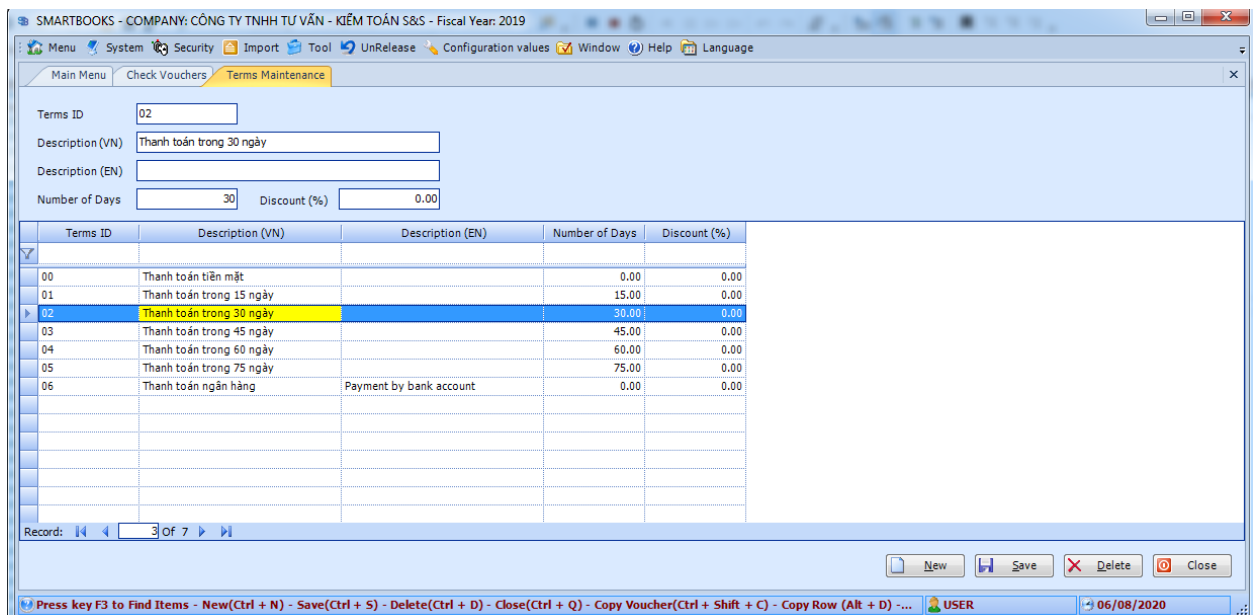 SMARTBOOKS - COMPANY: CÔNG TY TNHH TƯ VẤN - KIỂM TOÁN S&S - Fiscal Year: 2019
Menu System Security Import Tool UnRelease Configuration values Window Help Language
Main Menu Check Vouchers Terms Maintenance
Terms ID 02
Description (VN) Thanh toán trong 30 ngày
Description (EN)
Number of Days 30 Discount (%) 0.00
Terms ID Description (VN) Description (EN) Number of Days Discount (%)
00 Thanh toán tiền mặt 0.00 0.00
01 Thanh toán trong 15 ngày 15.00 0.00
02 Thanh toán trong 30 ngày 30.00 0.00
03 Thanh toán trong 45 ngày 45.00 0.00
04 Thanh toán trong 60 ngày 60.00 0.00
05 Thanh toán trong 75 ngày 75.00 0.00
06 Thanh toán ngân hàng Payment by bank account 0.00 0.00
Record: 3 Of 7
New Save Delete Close
Press key F3 to Find Items - New(Ctrl + N) - Save(Ctrl + S) - Delete(Ctrl + D) - Close(Ctrl + Q) - Copy Voucher(Ctrl + Shift + C) - Copy Row (Alt + D) -... USER 06/08/2020